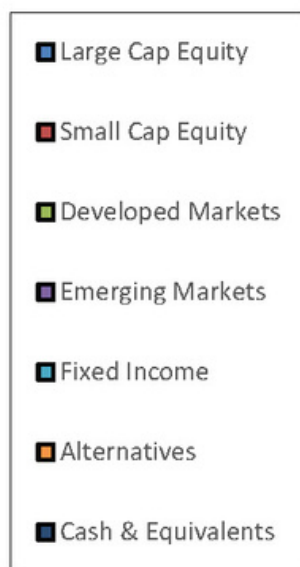 Large Cap Equity
Small Cap Equity
Developed Markets
Emerging Markets
Fixed Income
Alternatives
Cash & Equivalents